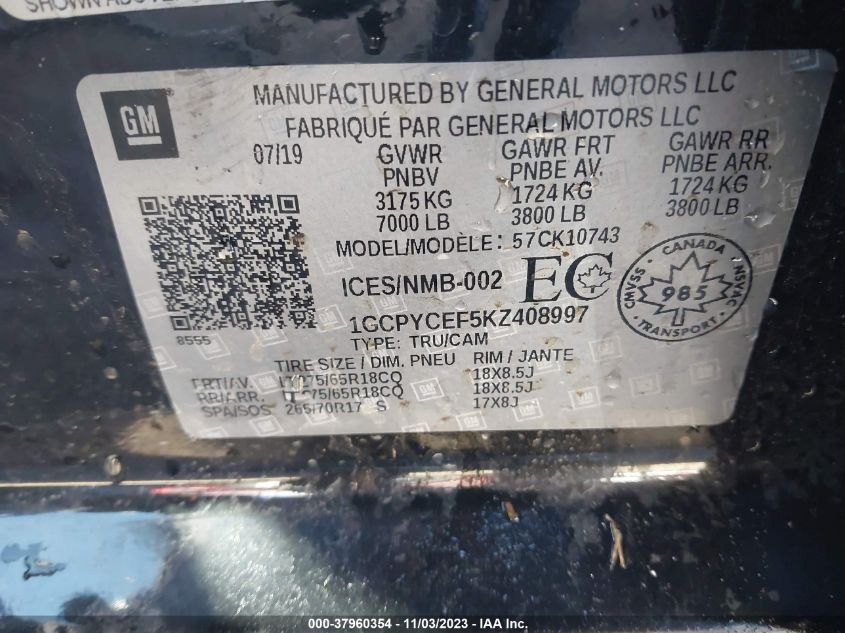 SHOWN
GM
MANUFACTURED BY GENERAL MOTORS LLC
FABRIQUÉ PAR GENERAL MOTORS LLC
07/19 GVWR GAWR FRT GAWR RR
PNBV PNBE AV. PNBE ARR.
3175 KG 1724 KG 1724 KG
7000 LB 3800 LB 3800 LB
MODEL/MODÈLE: 57CK10743
ICES/NMB-002 EC
CANADA
CMVSS 985 NSVAC
TRANSPORT
1GCPYCEF5KZ408997
8555
TYPE: TRU/CAM
TIRE SIZE / DIM. PNEU RIM / JANTE
FRT/AV. LT275/65R18CQ 18X8.5J
RR/ARR. 275/65R18CQ 18X8.5J
SPA/SOS 265/70R17 S 17X8J
000-37960354 - 11/03/2023 - IAA Inc.